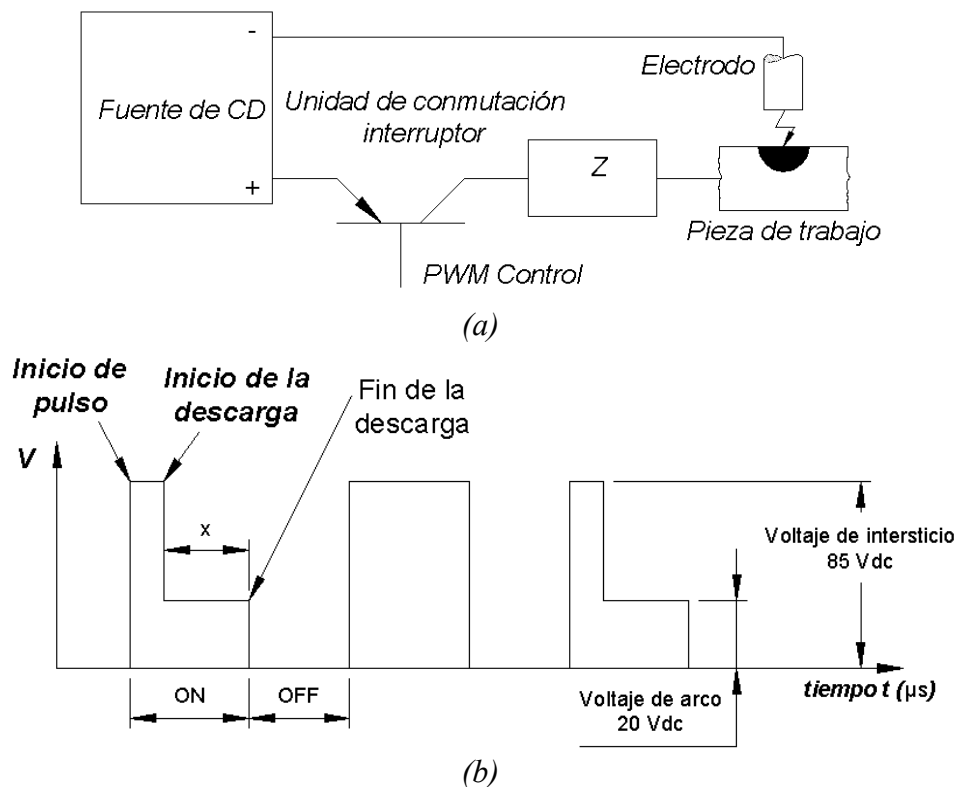 -
Electrodo
Fuente de CD
Unidad de conmutación
interruptor
Z
+
Pieza de trabajo
PWM Control
(a)
Inicio de
pulso
Inicio de la
descarga
Fin de la
descarga
V
x
Voltaje de intersticio
85 Vdc
ON
OFF
tiempo t (µs)
Voltaje de arco
20 Vdc
(b)